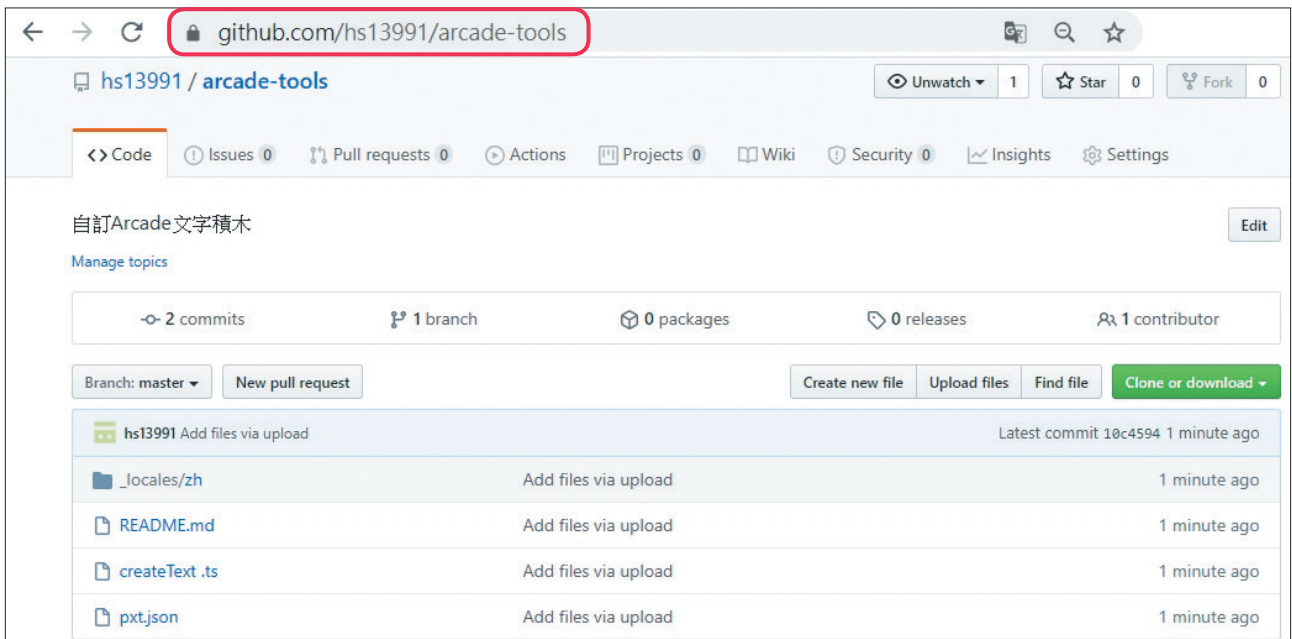 github.com/hs13991/arcade-tools
hs13991 / arcade-tools Unwatch 1 Star 0 Fork 0
Code Issues 0 Pull requests 0 Actions Projects 0 Wiki Security 0 Insights Settings
自訂Arcade文字積木 Edit
Manage topics
2 commits 1 branch 0 packages 0 releases 1 contributor
Branch: master New pull request Create new file Upload files Find file Clone or download
hs13991 Add files via upload Latest commit 10c4594 1 minute ago
_locales/zh Add files via upload 1 minute ago
README.md Add files via upload 1 minute ago
createText .ts Add files via upload 1 minute ago
pxt.json Add files via upload 1 minute ago